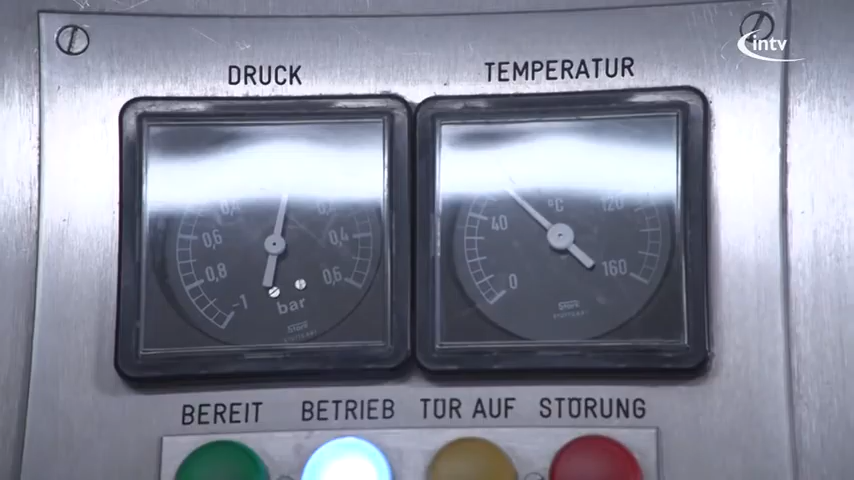 intv
DRUCK
TEMPERATUR
0,6
0,8
-1
0,4
0,6
bar
°C
40
0
120
160
BEREIT
BETRIEB
TÜR AUF
STÖRUNG